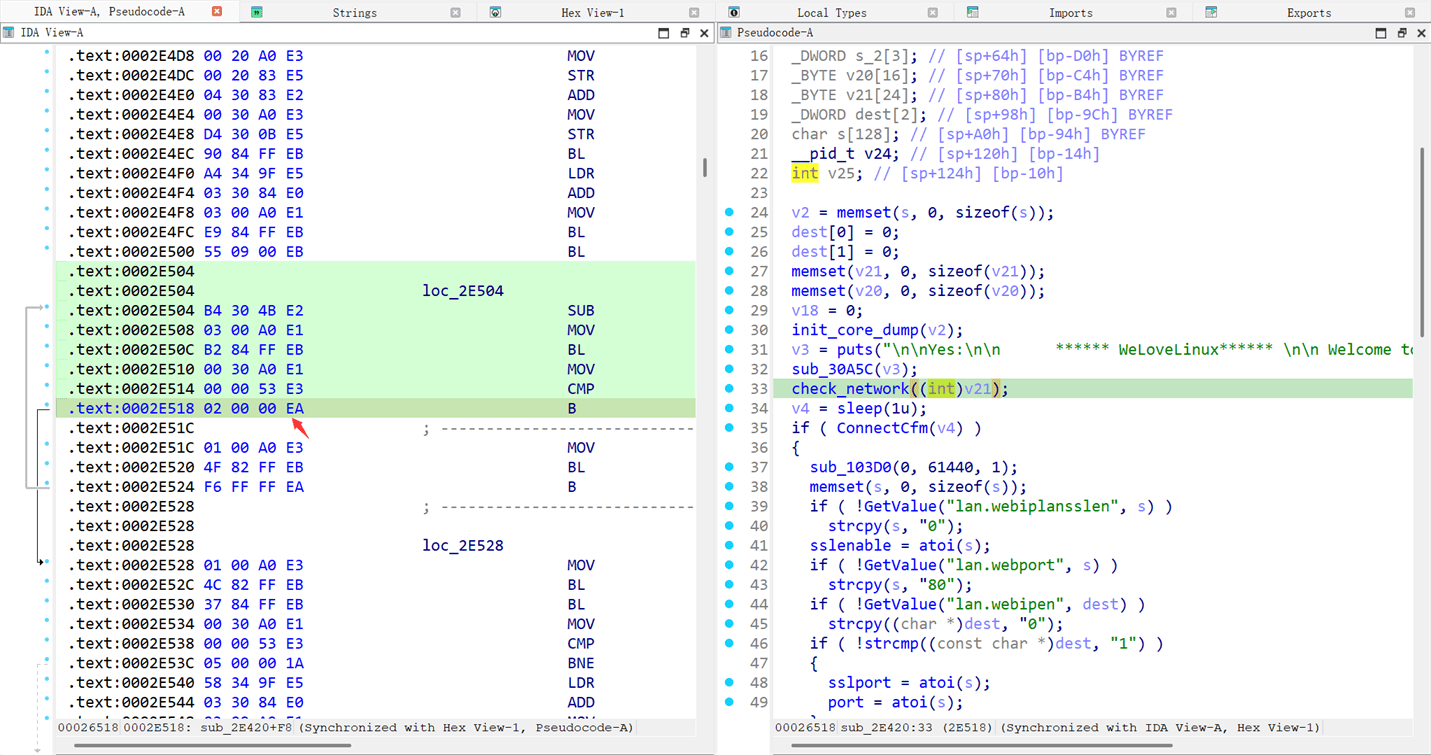 IDA View-A, Pseudocode-A
Strings
Hex View-1
Local Types
Imports
Exports
IDA View-A
.text:0002E4D8 00 20 A0 E3 MOV
.text:0002E4DC 00 20 83 E5 STR
.text:0002E4E0 04 30 83 E2 ADD
.text:0002E4E4 00 30 A0 E3 MOV
.text:0002E4E8 D4 30 0B E5 STR
.text:0002E4EC 90 84 FF EB BL
.text:0002E4F0 A4 34 9F E5 LDR
.text:0002E4F4 03 30 84 E0 ADD
.text:0002E4F8 03 00 A0 E1 MOV
.text:0002E4FC E9 84 FF EB BL
.text:0002E500 55 09 00 EB BL
.text:0002E504
.text:0002E504 loc_2E504
.text:0002E504 B4 30 4B E2 SUB
.text:0002E508 03 00 A0 E1 MOV
.text:0002E50C B2 84 FF EB BL
.text:0002E510 00 30 A0 E1 MOV
.text:0002E514 00 00 53 E3 CMP
.text:0002E518 02 00 00 EA B
.text:0002E51C ; -------------------------
.text:0002E51C 01 00 A0 E3 MOV
.text:0002E520 4F 82 FF EB BL
.text:0002E524 F6 FF FF EA B
.text:0002E528 ; -------------------------
.text:0002E528
.text:0002E528 loc_2E528
.text:0002E528 01 00 A0 E3 MOV
.text:0002E52C 4C 82 FF EB BL
.text:0002E530 37 84 FF EB BL
.text:0002E534 00 30 A0 E1 MOV
.text:0002E538 00 00 53 E3 CMP
.text:0002E53C 05 00 00 1A BNE
.text:0002E540 58 34 9F E5 LDR
.text:0002E544 03 30 84 E0 ADD
00026518 0002E518: sub_2E420+F8 (Synchronized with Hex View-1, Pseudocode-A)
Pseudocode-A
16 _DWORD s_2[3]; // [sp+64h] [bp-D0h] BYREF
17 _BYTE v20[16]; // [sp+70h] [bp-C4h] BYREF
18 _BYTE v21[24]; // [sp+80h] [bp-B4h] BYREF
19 _DWORD dest[2]; // [sp+98h] [bp-9Ch] BYREF
20 char s[128]; // [sp+A0h] [bp-94h] BYREF
21 __pid_t v24; // [sp+120h] [bp-14h]
22 int v25; // [sp+124h] [bp-10h]
23
24 v2 = memset(s, 0, sizeof(s));
25 dest[0] = 0;
26 dest[1] = 0;
27 memset(v21, 0, sizeof(v21));
28 memset(v20, 0, sizeof(v20));
29 v18 = 0;
30 init_core_dump(v2);
31 v3 = puts("\n\nYes:\n\n ****** WeLoveLinux****** \n\n Welcome to
32 sub_30A5C(v3);
33 check_network((int)v21);
34 v4 = sleep(1u);
35 if ( ConnectCfm(v4) )
36 {
37 sub_103D0(0, 61440, 1);
38 memset(s, 0, sizeof(s));
39 if ( !GetValue("lan.webiplansslen", s) )
40 strcpy(s, "0");
41 sslenable = atoi(s);
42 if ( !GetValue("lan.webport", s) )
43 strcpy(s, "80");
44 if ( !GetValue("lan.webipen", dest) )
45 strcpy((char *)dest, "0");
46 if ( !strcmp((const char *)dest, "1") )
47 {
48 sslport = atoi(s);
49 port = atoi(s);
00026518 sub_2E420:33 (2E518) (Synchronized with IDA View-A, Hex View-1)